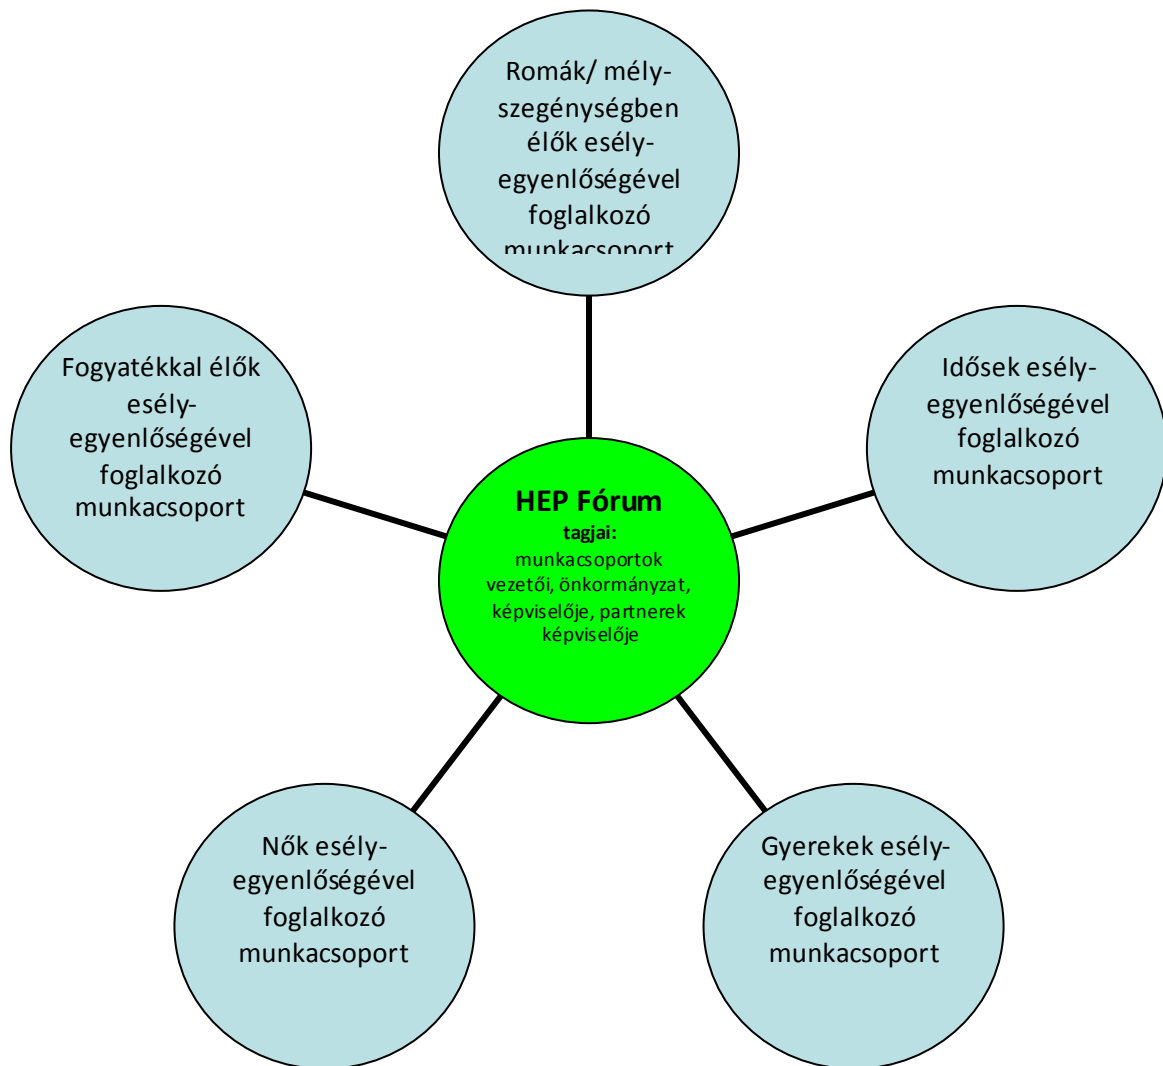 Romák/ mély-
szegénységben
élők esély-
egyenlőségével
foglalkozó
munkacsoport
Fogyatékkal élők
esély-
egyenlőségével
foglalkozó
munkacsoport
Idősek esély-
egyenlőségével
foglalkozó
munkacsoport
HEP Fórum
tagjai:
munkacsoportok
vezetői, önkormányzat,
képviselője, partnerek
képviselője
Nők esély-
egyenlőségével
foglalkozó
munkacsoport
Gyerekek esély-
egyenlőségével
foglalkozó
munkacsoport